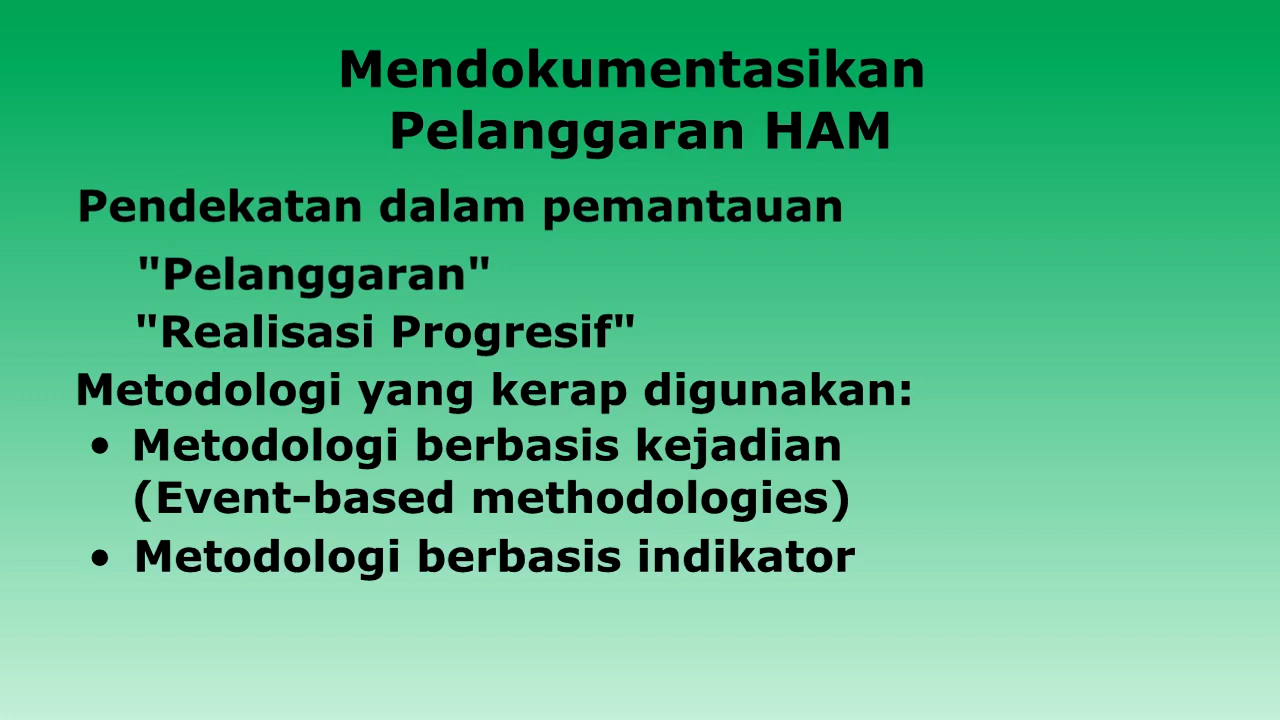 Mendokumentasikan
Pelanggaran HAM
Pendekatan dalam pemantauan
"Pelanggaran"
"Realisasi Progresif"
Metodologi yang kerap digunakan:
• Metodologi berbasis kejadian
(Event-based methodologies)
• Metodologi berbasis indikator